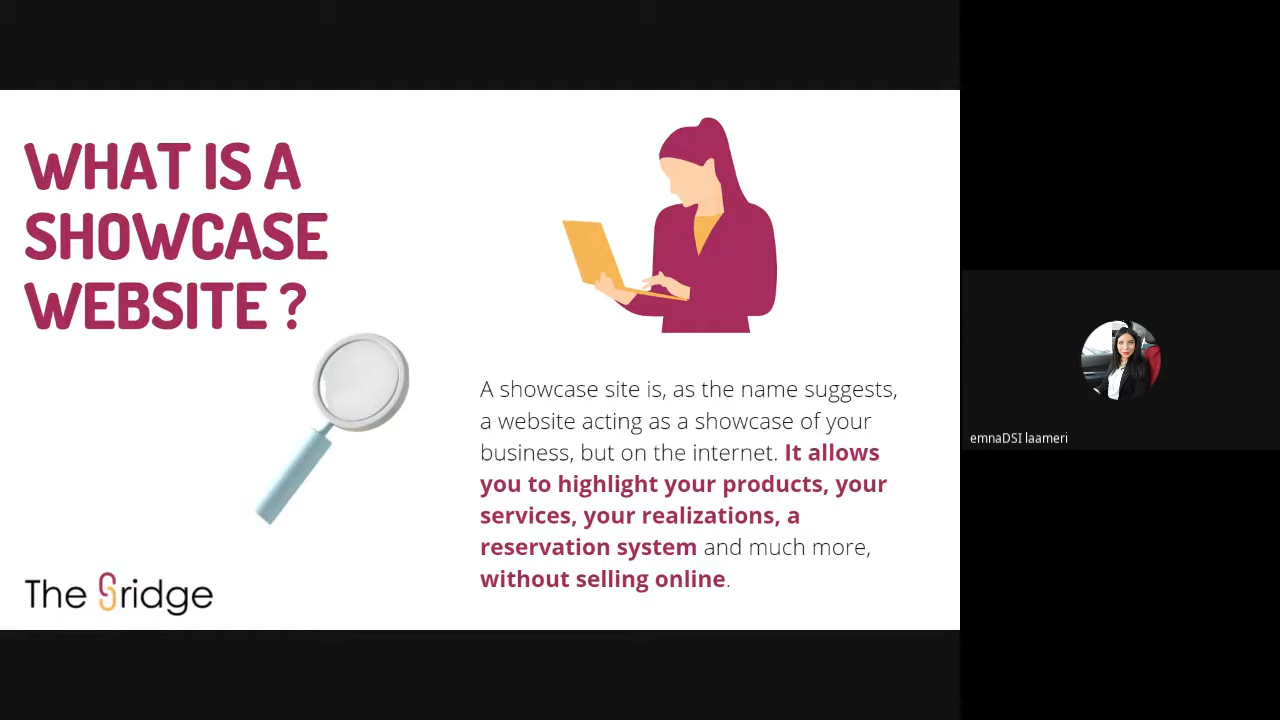 WHAT IS A
SHOWCASE
WEBSITE ?
A showcase site is, as the name suggests,
a website acting as a showcase of your
business, but on the internet. It allows
you to highlight your products, your
services, your realizations, a
reservation system and much more,
without selling online.
The Bridge
emnaDSI laameri